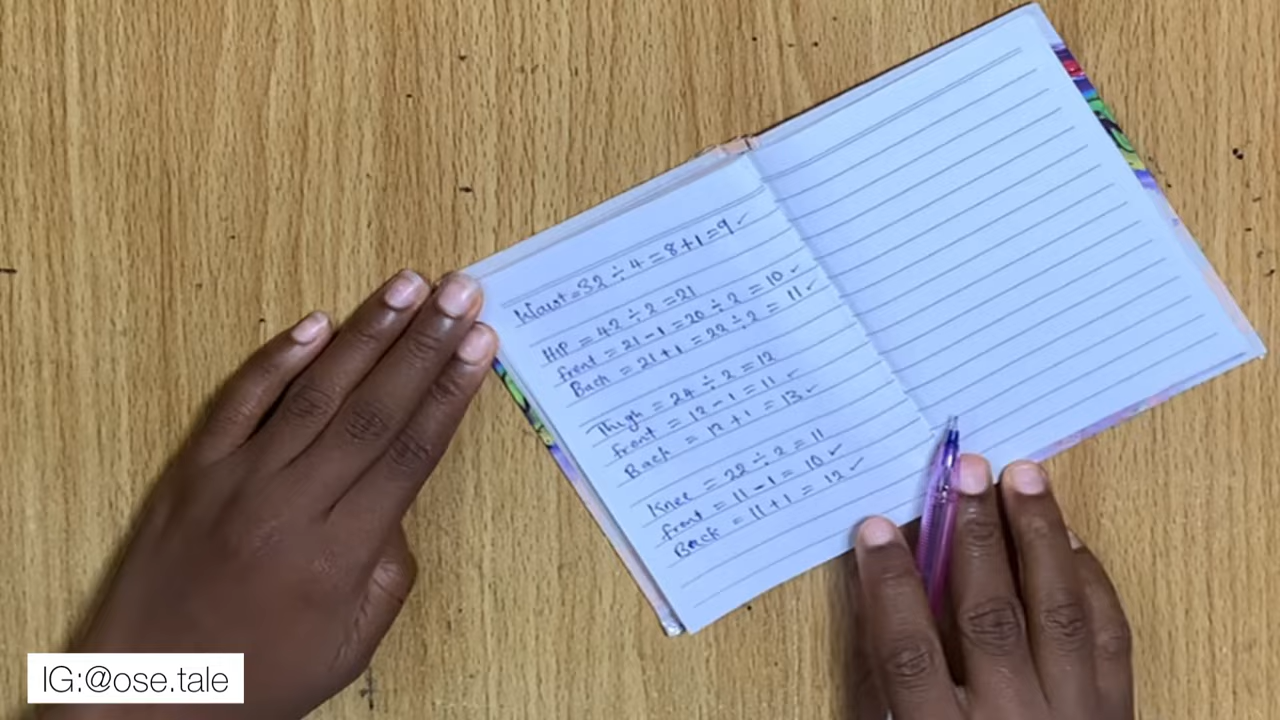 Waist = 32 ÷ 4 = 8 + 1 = 9 ✓
HIP = 42 ÷ 2 = 21
front = 21 - 1 = 20 ÷ 2 = 10 ✓
Back = 21 + 1 = 22 ÷ 2 = 11 ✓
Thigh = 24 ÷ 2 = 12
front = 12 - 1 = 11 ✓
Back = 12 + 1 = 13 ✓
Knee = 22 ÷ 2 = 11
front = 11 - 1 = 10 ✓
Back = 11 + 1 = 12 ✓
IG:@ose.tale